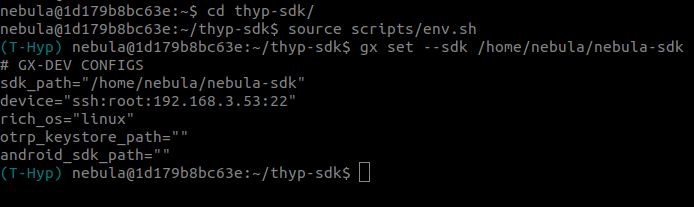 nebula@1d179b8bc63e:~$ cd thyp-sdk/
nebula@1d179b8bc63e:~/thyp-sdk$ source scripts/env.sh
(T-Hyp) nebula@1d179b8bc63e:~/thyp-sdk$ gx set --sdk /home/nebula/nebula-sdk
# GX-DEV CONFIGS
sdk_path="/home/nebula/nebula-sdk"
device="ssh:root:192.168.3.53:22"
rich_os="linux"
otrp_keystore_path=""
android_sdk_path=""
(T-Hyp) nebula@1d179b8bc63e:~/thyp-sdk$